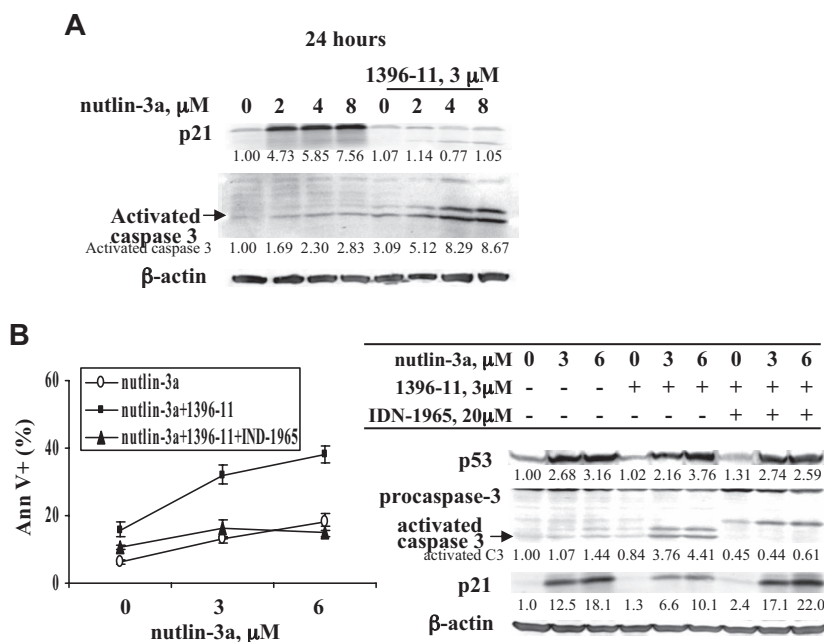 A
24 hours
1396-11, 3 μM
nutlin-3a, μM 0 2 4 8 0 2 4 8
p21
1.00 4.73 5.85 7.56 1.07 1.14 0.77 1.05
Activated
caspase 3
Activated caspase 3 1.00 1.69 2.30 2.83 3.09 5.12 8.29 8.67
β-actin
B
Ann V+ (%)
60
40
20
0
nutlin-3a
nutlin-3a+1396-11
nutlin-3a+1396-11+IND-1965
0 3 6
nutlin-3a, μM
nutlin-3a, μM 0 3 6 0 3 6 0 3 6
1396-11, 3μM - - - + + + + + +
IDN-1965, 20μM - - - - - - + + +
p53
1.00 2.68 3.16 1.02 2.16 3.76 1.31 2.74 2.59
procaspase-3
activated
caspase 3
activated C3 1.00 1.07 1.44 0.84 3.76 4.41 0.45 0.44 0.61
p21
1.0 12.5 18.1 1.3 6.6 10.1 2.4 17.1 22.0
β-actin